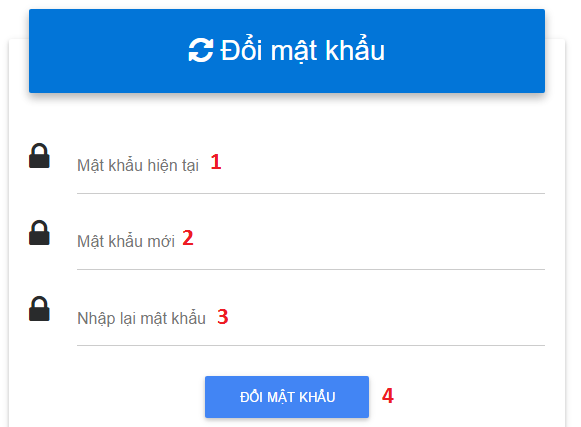 Đổi mật khẩu
Mật khẩu hiện tại 1
Mật khẩu mới 2
Nhập lại mật khẩu 3
ĐỔI MẬT KHẨU 4